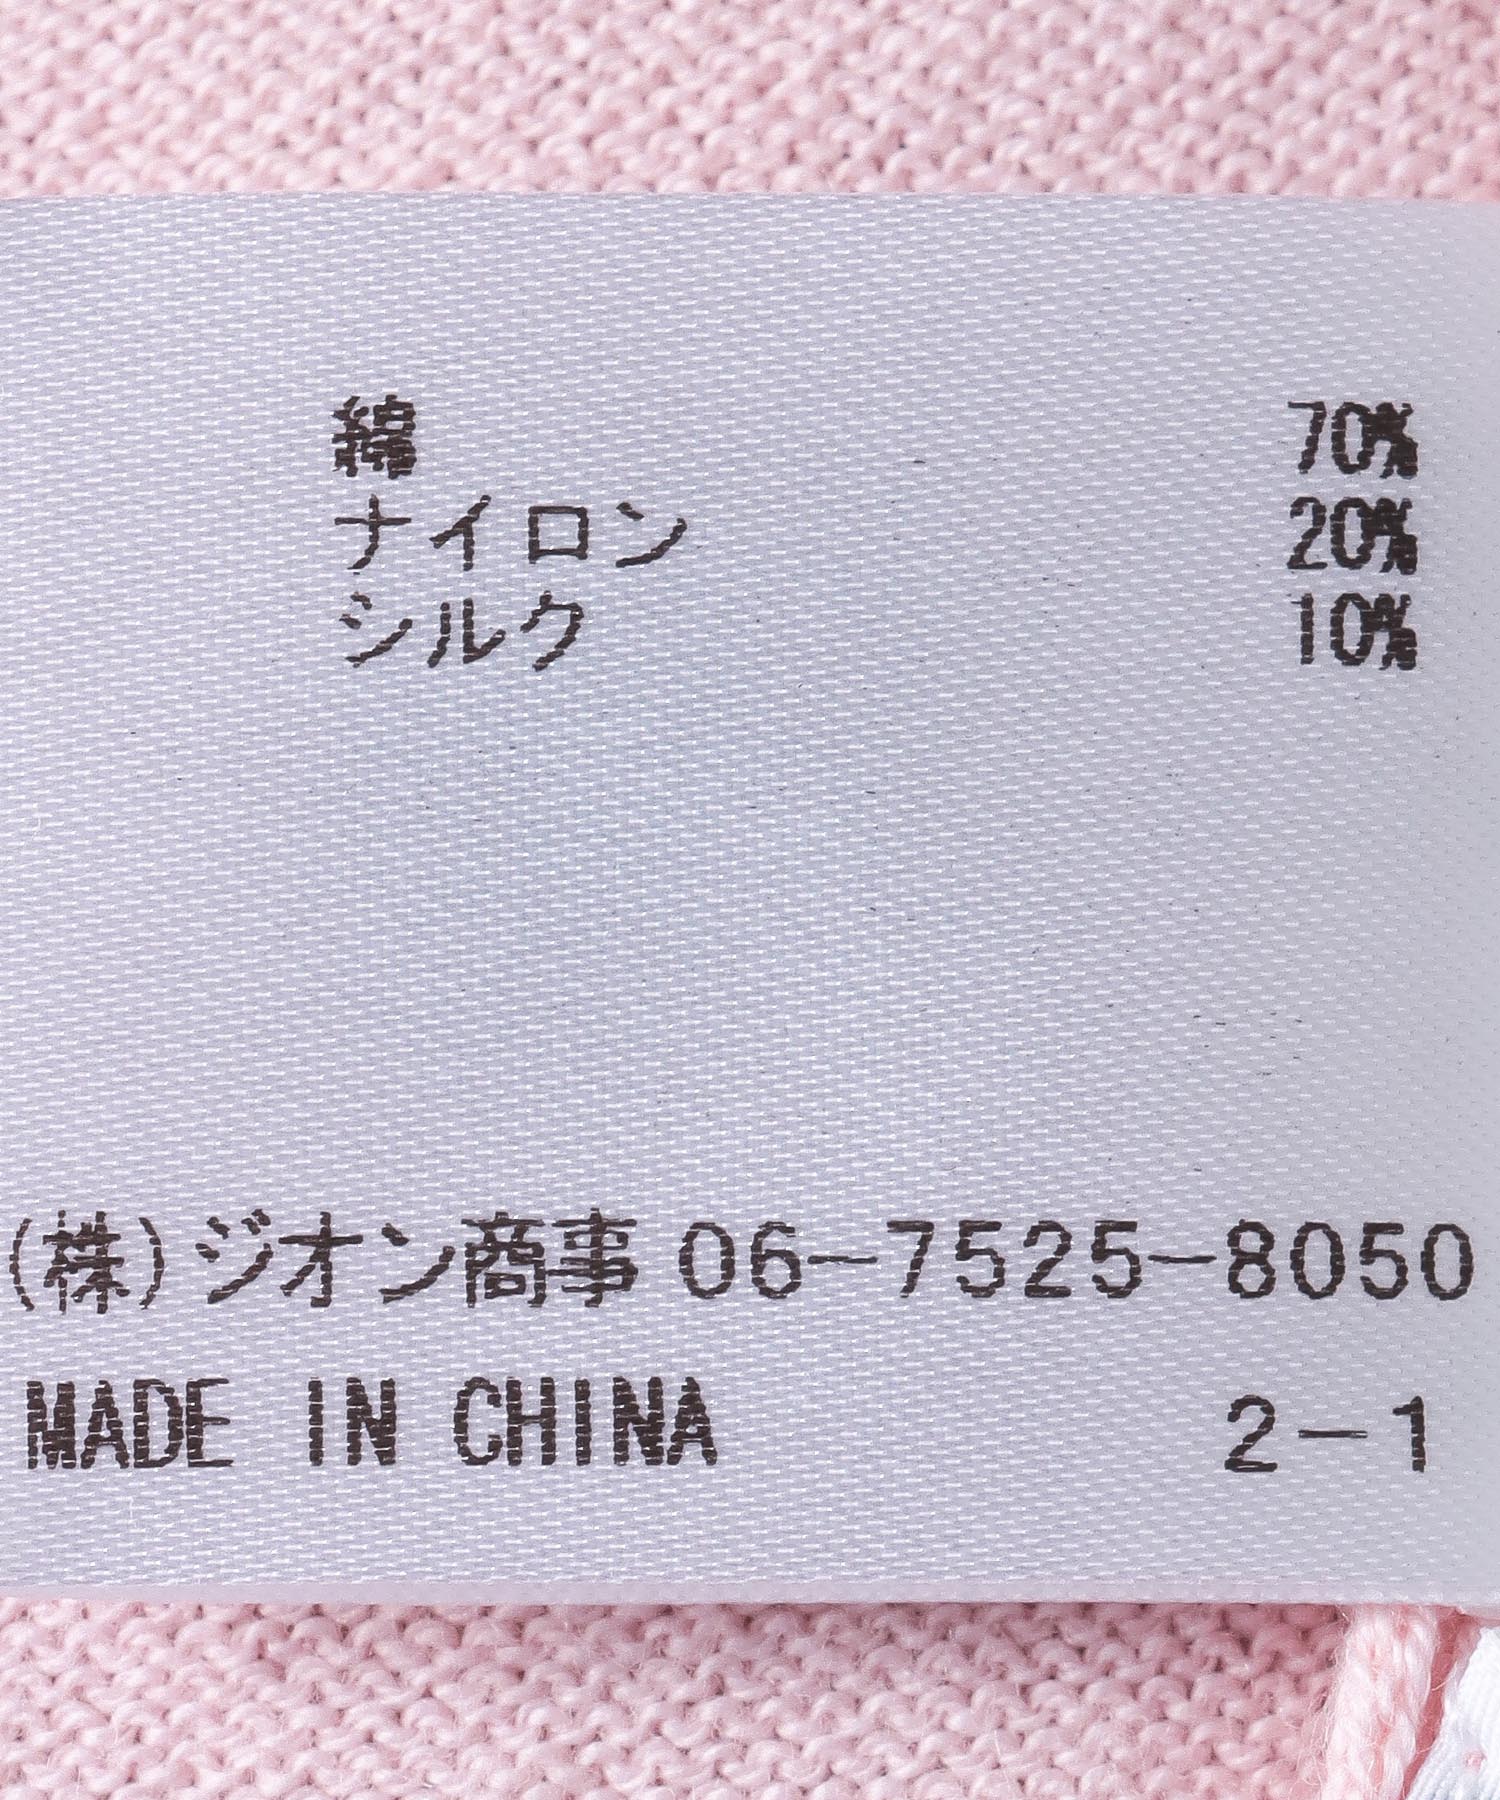 綿 70%
ナイロン 20%
シルク 10%
(株)ジオン商事 06-7525-8050
MADE IN CHINA 2-1